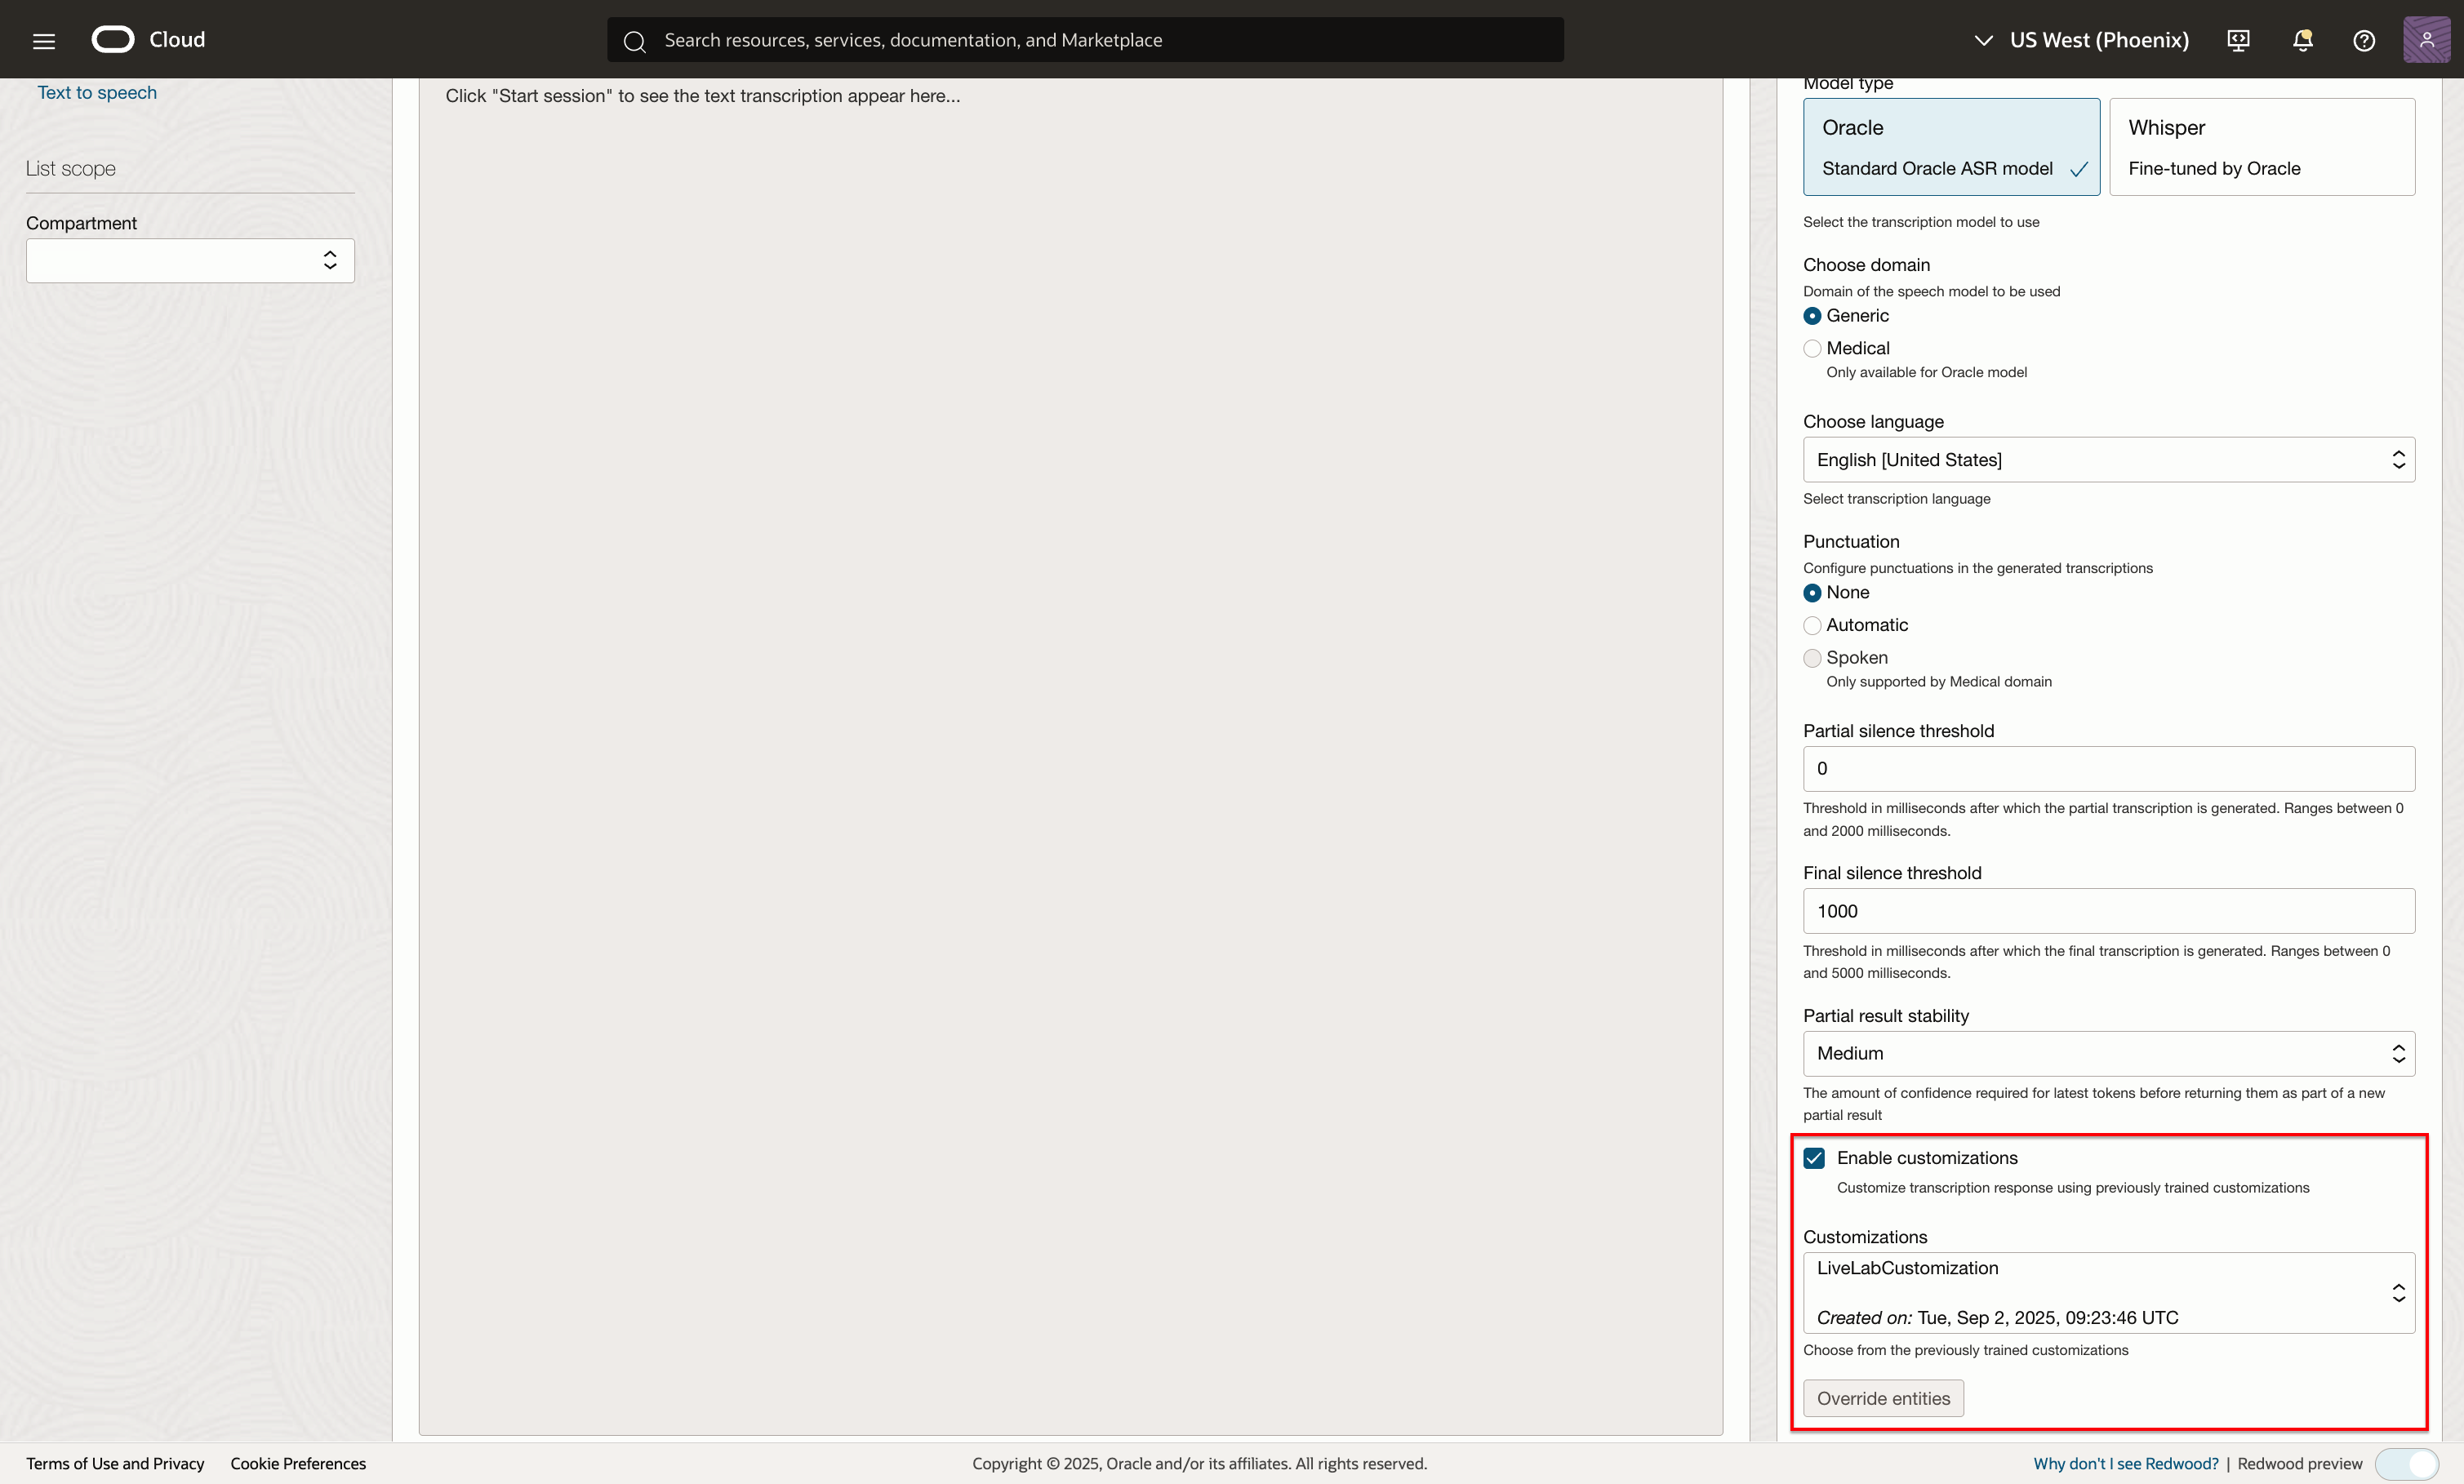 Cloud
Search resources, services, documentation, and Marketplace
US West (Phoenix)
Text to speech
List scope
Compartment
Click "Start session" to see the text transcription appear here...
Model type
Oracle
Standard Oracle ASR model
Whisper
Fine-tuned by Oracle
Select the transcription model to use
Choose domain
Domain of the speech model to be used
Generic
Medical
Only available for Oracle model
Choose language
English [United States]
Select transcription language
Punctuation
Configure punctuations in the generated transcriptions
None
Automatic
Spoken
Only supported by Medical domain
Partial silence threshold
0
Threshold in milliseconds after which the partial transcription is generated. Ranges between 0
and 2000 milliseconds.
Final silence threshold
1000
Threshold in milliseconds after which the final transcription is generated. Ranges between 0
and 5000 milliseconds.
Partial result stability
Medium
The amount of confidence required for latest tokens before returning them as part of a new
partial result
Enable customizations
Customize transcription response using previously trained customizations
Customizations
LiveLabCustomization
Created on: Tue, Sep 2, 2025, 09:23:46 UTC
Choose from the previously trained customizations
Override entities
Terms of Use and Privacy
Cookie Preferences
Copyright © 2025, Oracle and/or its affiliates. All rights reserved.
Why don't I see Redwood? | Redwood preview